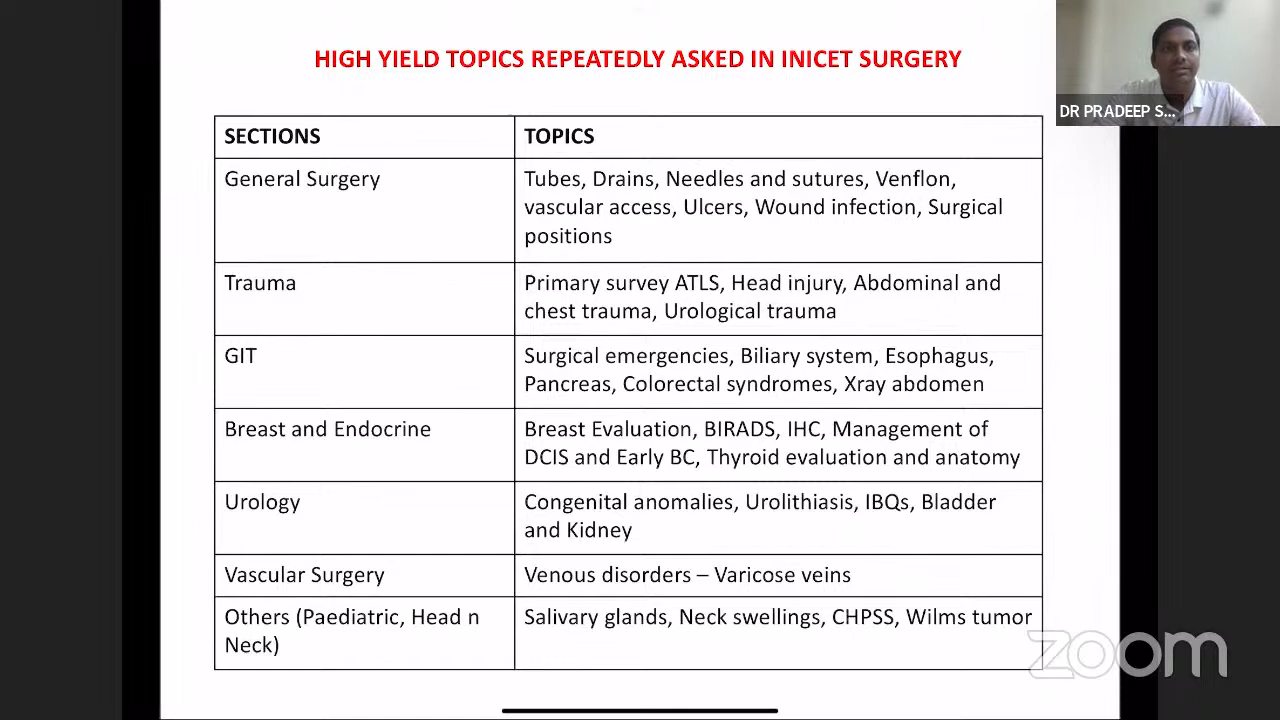 HIGH YIELD TOPICS REPEATEDLY ASKED IN INICET SURGERY
DR PRADEEP S...
SECTIONS
TOPICS
General Surgery
Tubes, Drains, Needles and sutures, Venflon,
vascular access, Ulcers, Wound infection, Surgical
positions
Trauma
Primary survey ATLS, Head injury, Abdominal and
chest trauma, Urological trauma
GIT
Surgical emergencies, Biliary system, Esophagus,
Pancreas, Colorectal syndromes, Xray abdomen
Breast and Endocrine
Breast Evaluation, BIRADS, IHC, Management of
DCIS and Early BC, Thyroid evaluation and anatomy
Urology
Congenital anomalies, Urolithiasis, IBQs, Bladder
and Kidney
Vascular Surgery
Venous disorders – Varicose veins
Others (Paediatric, Head n
Neck)
Salivary glands, Neck swellings, CHPSS, Wilms tumor
zoom